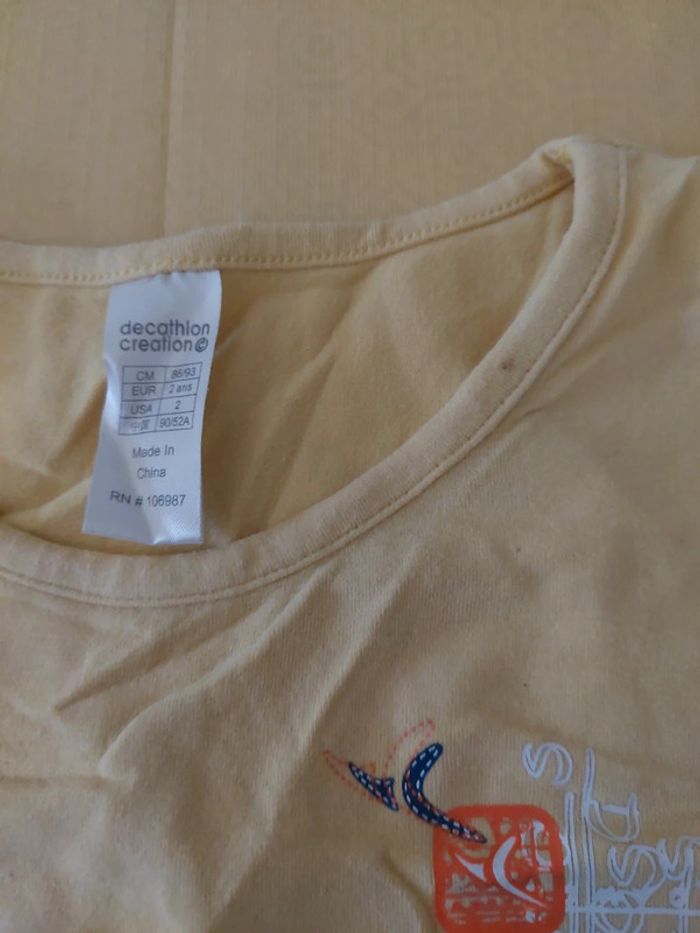 decathlon
creation©
CM 86/93
EUR 2 ans
USA 2
中国 90/52A
Made In
China
RN # 106987